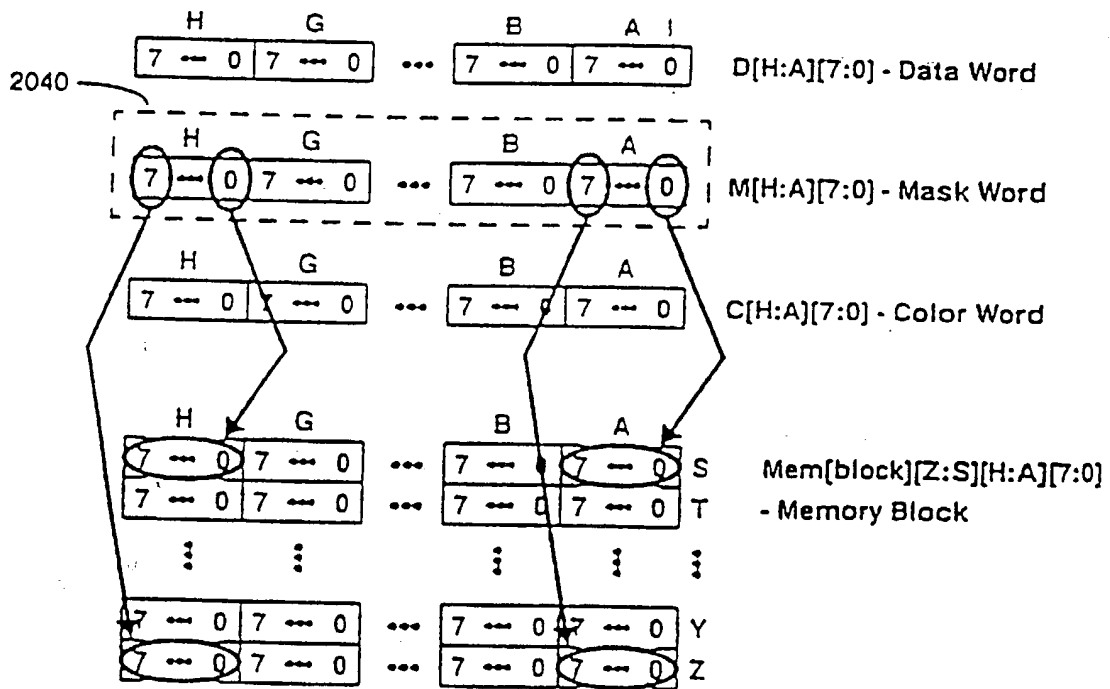 H G B A I
7 ••• 0 7 ••• 0 ••• 7 ••• 0 7 ••• 0 D[H:A][7:0] - Data Word
2040
H G B A
7 ••• 0 7 ••• 0 ••• 7 ••• 0 7 ••• 0 M[H:A][7:0] - Mask Word
H G B A
7 ••• 0 7 ••• 0 ••• 7 ••• 0 7 ••• 0 C[H:A][7:0] - Color Word
H G B A
7 ••• 0 7 ••• 0 ••• 7 ••• 0 7 ••• 0 S Mem[block][Z:S][H:A][7:0]
7 ••• 0 7 ••• 0 ••• 7 ••• 0 7 ••• 0 T - Memory Block
7 ••• 0 7 ••• 0 ••• 7 ••• 0 7 ••• 0 Y
7 ••• 0 7 ••• 0 ••• 7 ••• 0 7 ••• 0 Z